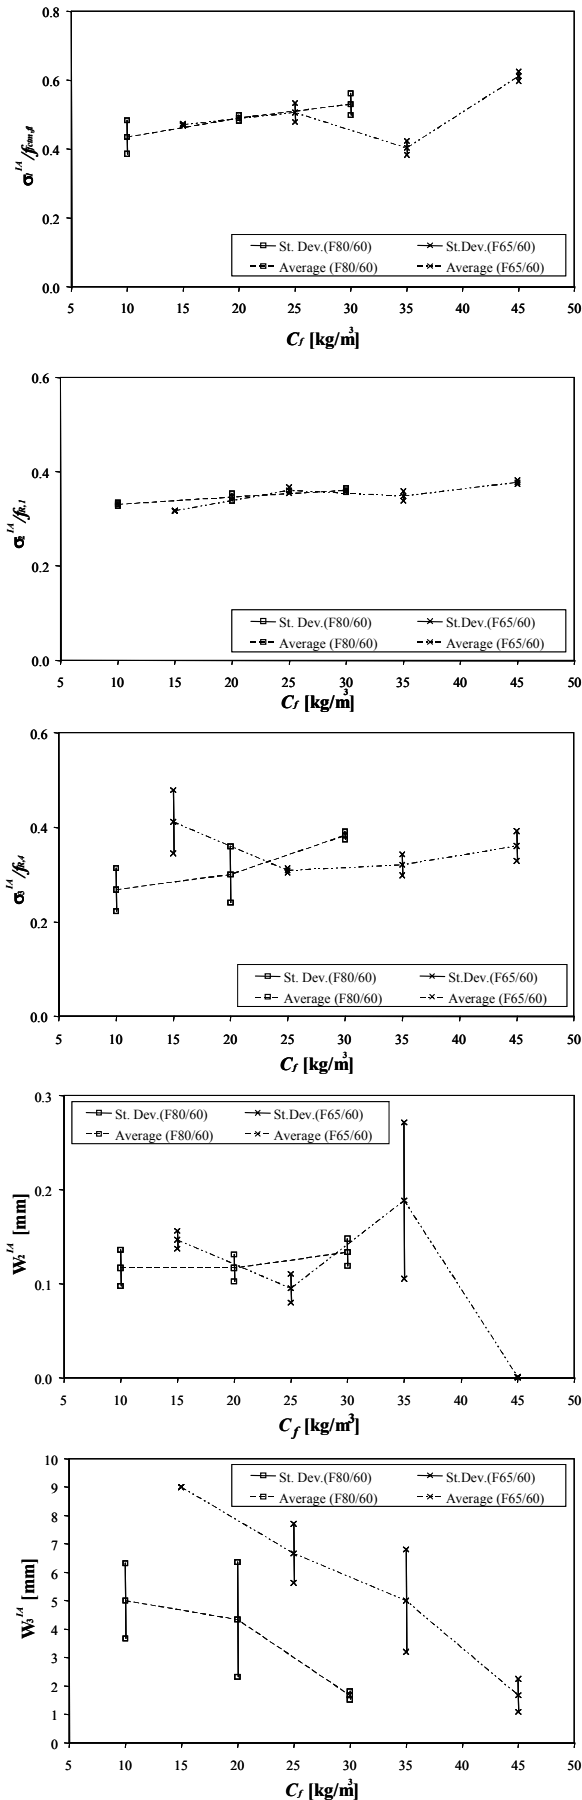 0.8
0.6
0.4
0.2
0.0
σ1^IA/fctm,fl
St. Dev.(F80/60) St.Dev.(F65/60)
Average (F80/60) Average (F65/60)
5 10 15 20 25 30 35 40 45 50
Cf [kg/m3]
0.6
0.4
0.2
0.0
σ2^IA/fR,1
St. Dev.(F80/60) St.Dev.(F65/60)
Average (F80/60) Average (F65/60)
5 10 15 20 25 30 35 40 45 50
Cf [kg/m3]
0.6
0.4
0.2
0.0
σ3^IA/fR,4
St. Dev.(F80/60) St.Dev.(F65/60)
Average (F80/60) Average (F65/60)
5 10 15 20 25 30 35 40 45 50
Cf [kg/m3]
0.3
0.2
0.1
0.0
W2^IA [mm]
St. Dev.(F80/60) St.Dev.(F65/60)
Average (F80/60) Average (F65/60)
5 10 15 20 25 30 35 40 45 50
Cf [kg/m3]
10
9
8
7
6
5
4
3
2
1
0
W3^IA [mm]
St. Dev.(F80/60) St.Dev.(F65/60)
Average (F80/60) Average (F65/60)
5 10 15 20 25 30 35 40 45 50
Cf [kg/m3]